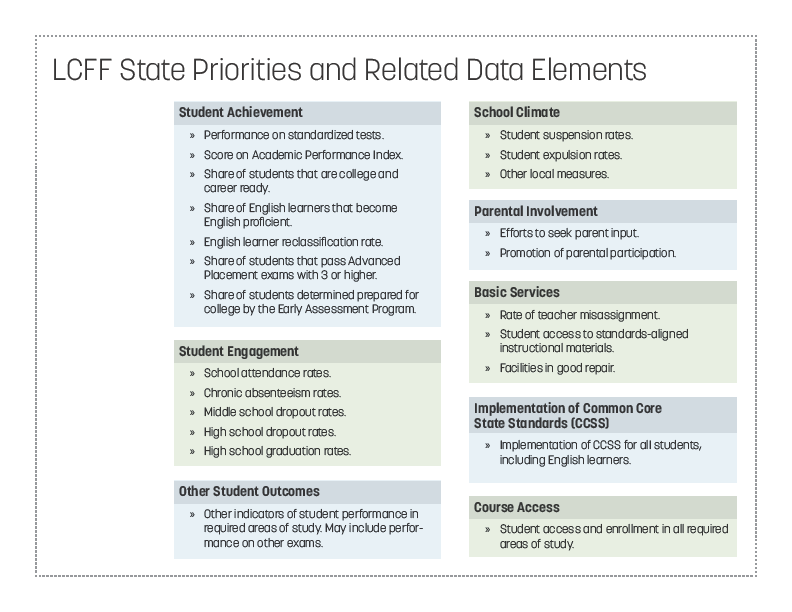 LCFF State Priorities and Related Data Elements
Student Achievement
» Performance on standardized tests.
» Score on Academic Performance Index.
» Share of students that are college and
career ready.
» Share of English learners that become
English proficient.
» English learner reclassification rate.
» Share of students that pass Advanced
Placement exams with 3 or higher.
» Share of students determined prepared for
college by the Early Assessment Program.
Student Engagement
» School attendance rates.
» Chronic absenteeism rates.
» Middle school dropout rates.
» High school dropout rates.
» High school graduation rates.
Other Student Outcomes
» Other indicators of student performance in
required areas of study. May include perfor-
mance on other exams.
School Climate
» Student suspension rates.
» Student expulsion rates.
» Other local measures.
Parental Involvement
» Efforts to seek parent input.
» Promotion of parental participation.
Basic Services
» Rate of teacher misassignment.
» Student access to standards-aligned
instructional materials.
» Facilities in good repair.
Implementation of Common Core
State Standards (CCSS)
» Implementation of CCSS for all students,
including English learners.
Course Access
» Student access and enrollment in all required
areas of study.